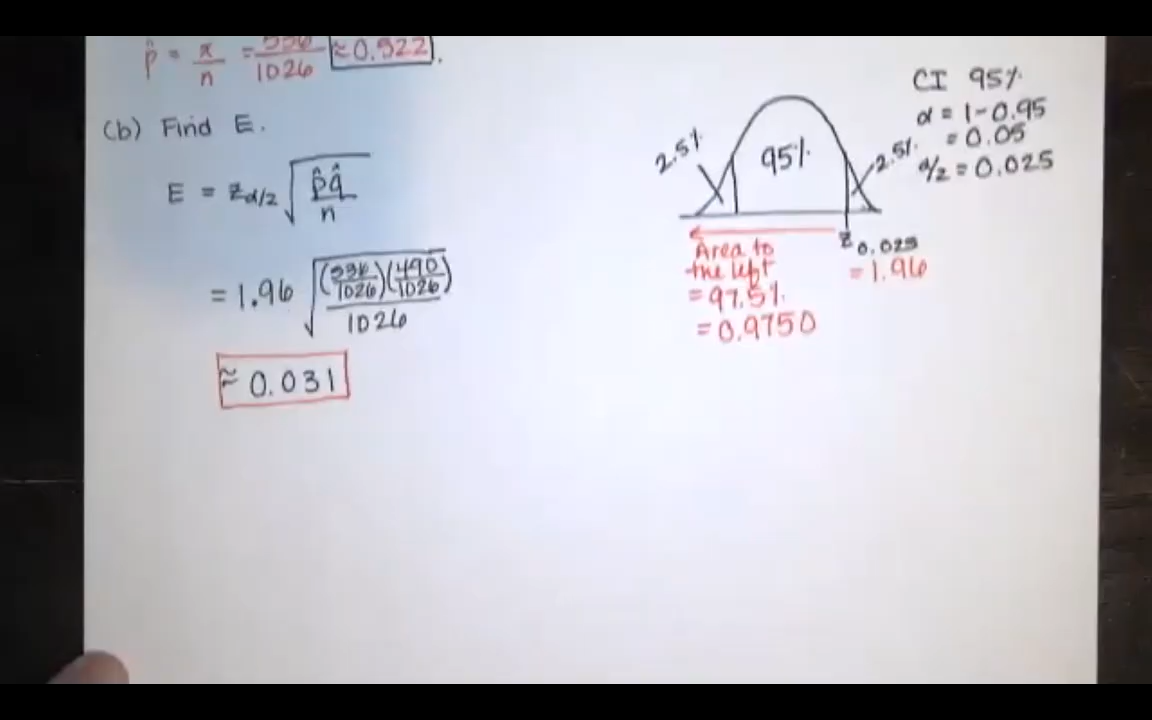 p̂ = x/n = 536/1026 ≈ 0.522.
(b) Find E.
E = z α/2 √(p̂q̂/n)
= 1.96 √((536/1026)(490/1026)/1026)
≈ 0.031
CI 95%
α = 1-0.95
= 0.05
α/2 = 0.025
2.5%
95%
2.5%
Area to
the left
= 97.5%
= 0.9750
z 0.025
= 1.96